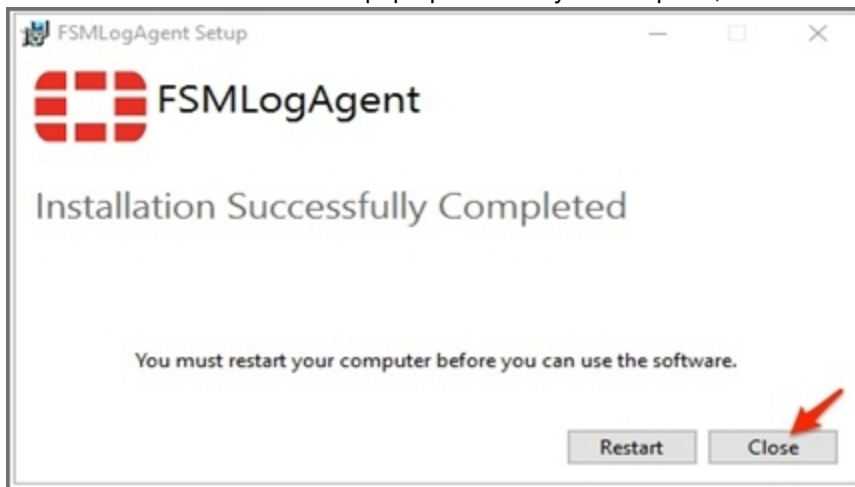 FSMLogAgent Setup
FSMLogAgent
Installation Successfully Completed
You must restart your computer before you can use the software.
Restart
Close